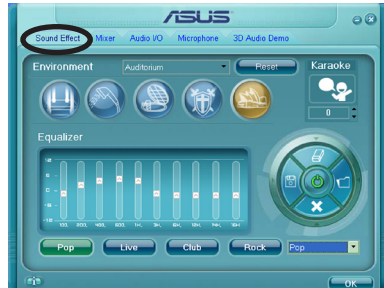 ASUS
Sound Effect Mixer Audio I/O Microphone 3D Audio Demo
Environment Auditorium Reset Karaoke
0
Equalizer
Pop Live Club Rock Pop
OK